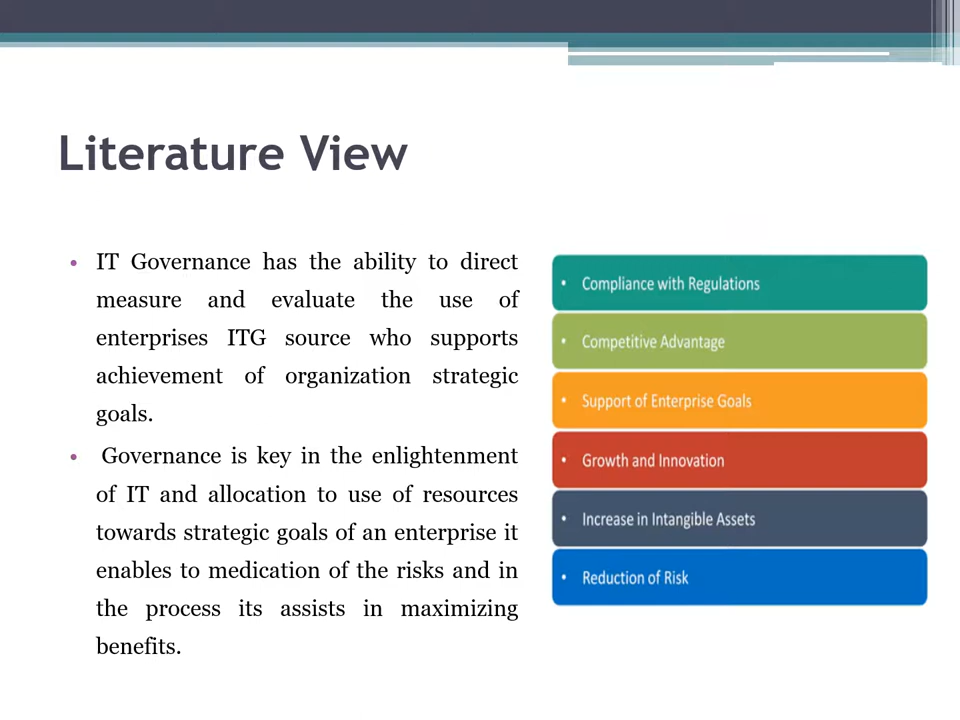 Literature View
• IT Governance has the ability to direct
measure and evaluate the use of
enterprises ITG source who supports
achievement of organization strategic
goals.
• Governance is key in the enlightenment
of IT and allocation to use of resources
towards strategic goals of an enterprise it
enables to medication of the risks and in
the process its assists in maximizing
benefits.
• Compliance with Regulations
• Competitive Advantage
• Support of Enterprise Goals
• Growth and Innovation
• Increase in Intangible Assets
• Reduction of Risk